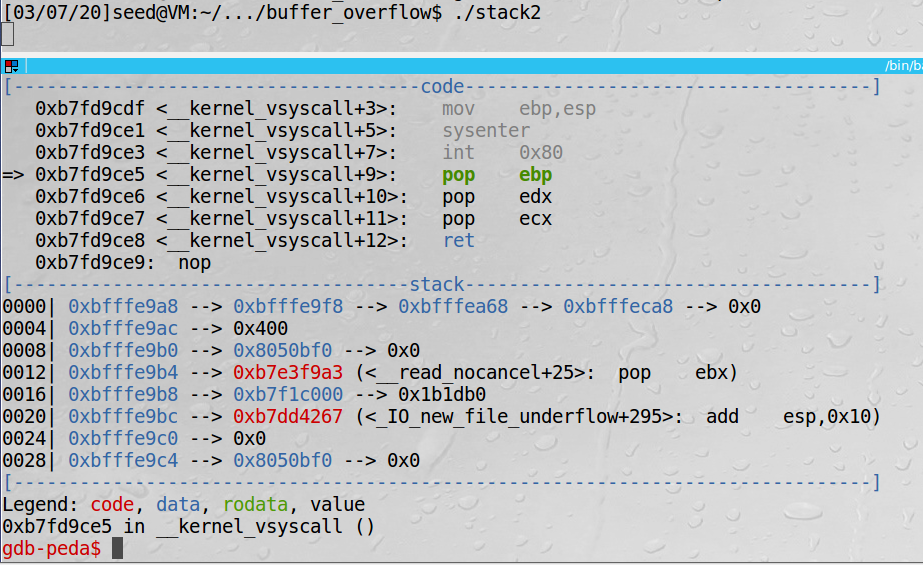 [03/07/20]seed@VM:~/.../buffer_overflow$ ./stack2
/bin/ba
[-------------------------------------code-------------------------------------]
   0xb7fd9cdf <__kernel_vsyscall+3>:	mov    ebp,esp
   0xb7fd9ce1 <__kernel_vsyscall+5>:	sysenter
   0xb7fd9ce3 <__kernel_vsyscall+7>:	int    0x80
=> 0xb7fd9ce5 <__kernel_vsyscall+9>:	pop    ebp
   0xb7fd9ce6 <__kernel_vsyscall+10>:	pop    edx
   0xb7fd9ce7 <__kernel_vsyscall+11>:	pop    ecx
   0xb7fd9ce8 <__kernel_vsyscall+12>:	ret
   0xb7fd9ce9:	nop
[------------------------------------stack-------------------------------------]
0000| 0xbfffe9a8 --> 0xbfffe9f8 --> 0xbfffea68 --> 0xbfffeca8 --> 0x0
0004| 0xbfffe9ac --> 0x400
0008| 0xbfffe9b0 --> 0x8050bf0 --> 0x0
0012| 0xbfffe9b4 --> 0xb7e3f9a3 (<__read_nocancel+25>:	pop    ebx)
0016| 0xbfffe9b8 --> 0xb7f1c000 --> 0x1b1db0
0020| 0xbfffe9bc --> 0xb7dd4267 (<_IO_new_file_underflow+295>:	add    esp,0x10)
0024| 0xbfffe9c0 --> 0x0
0028| 0xbfffe9c4 --> 0x8050bf0 --> 0x0
[------------------------------------------------------------------------------]
Legend: code, data, rodata, value
0xb7fd9ce5 in __kernel_vsyscall ()
gdb-peda$